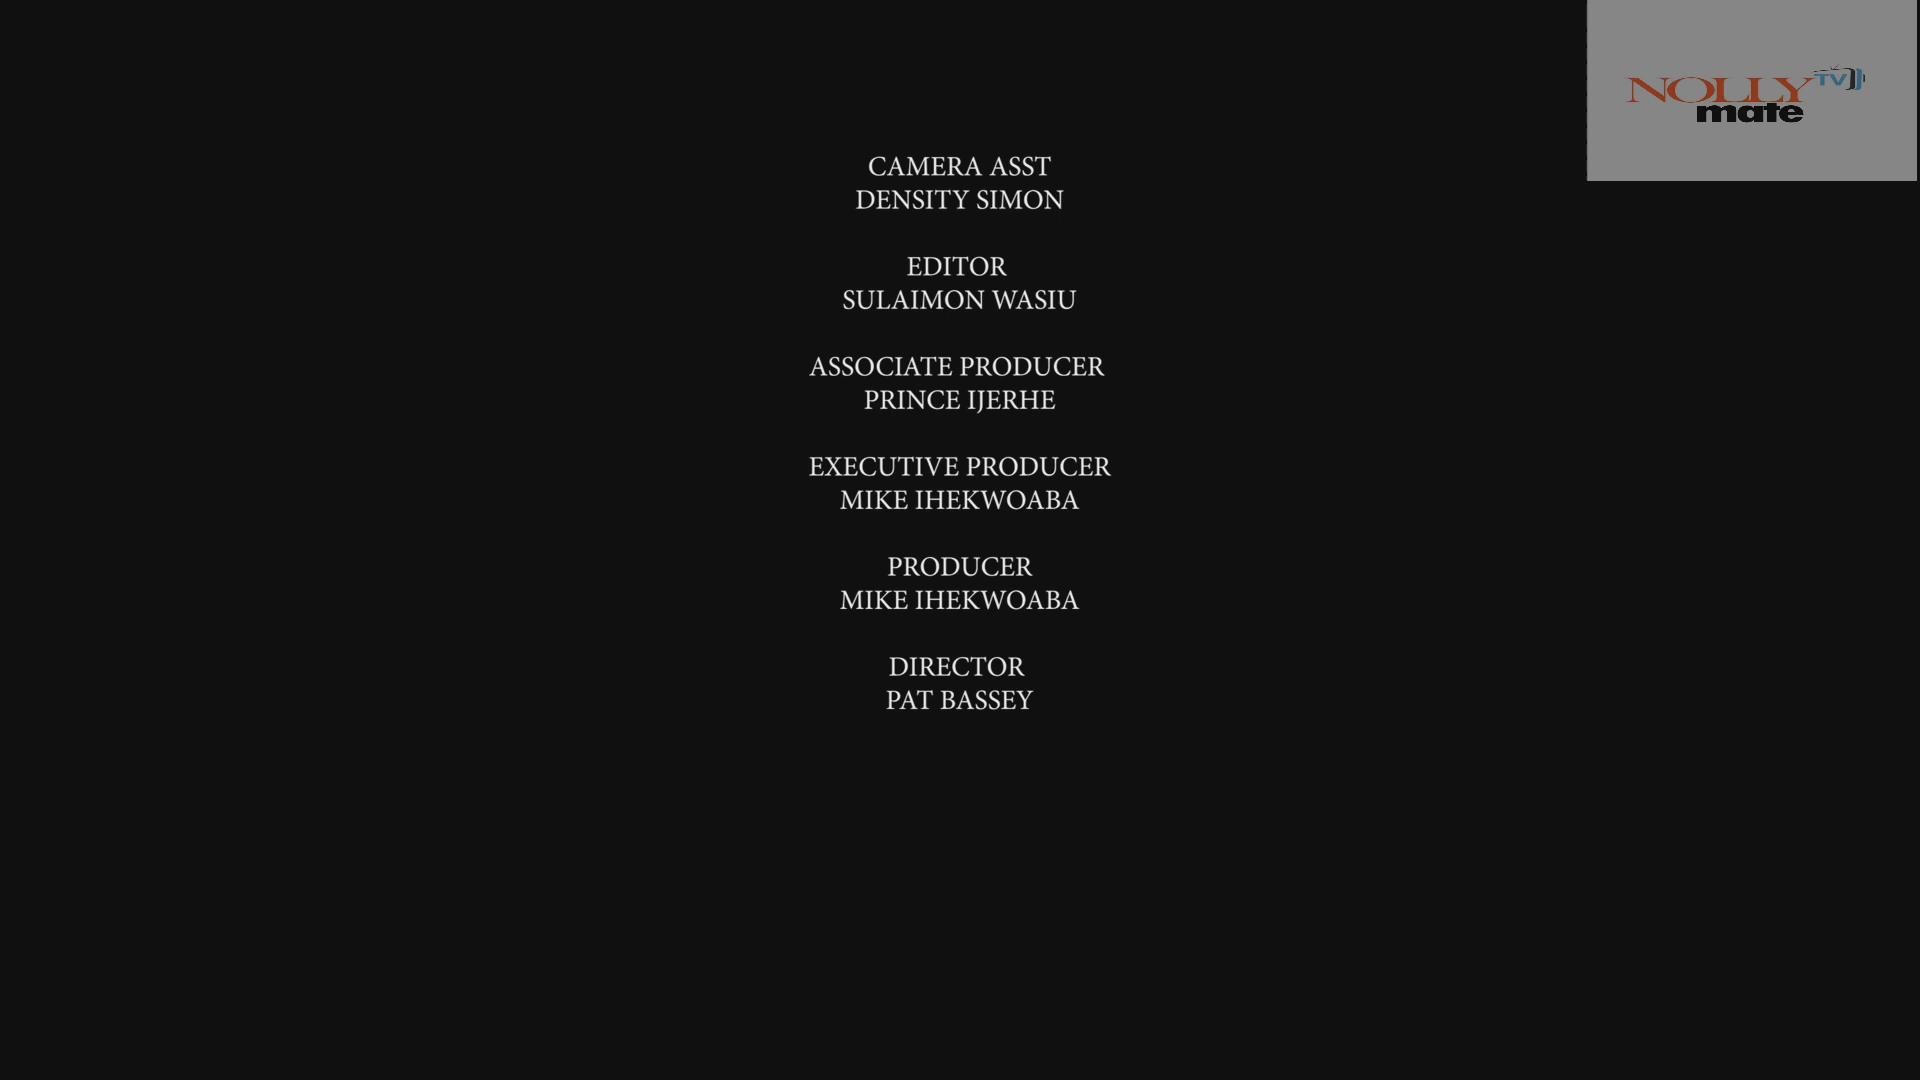 NOLLY TV
mate
CAMERA ASST
DENSITY SIMON
EDITOR
SULAIMON WASIU
ASSOCIATE PRODUCER
PRINCE IJERHE
EXECUTIVE PRODUCER
MIKE IHEKWOABA
PRODUCER
MIKE IHEKWOABA
DIRECTOR
PAT BASSEY